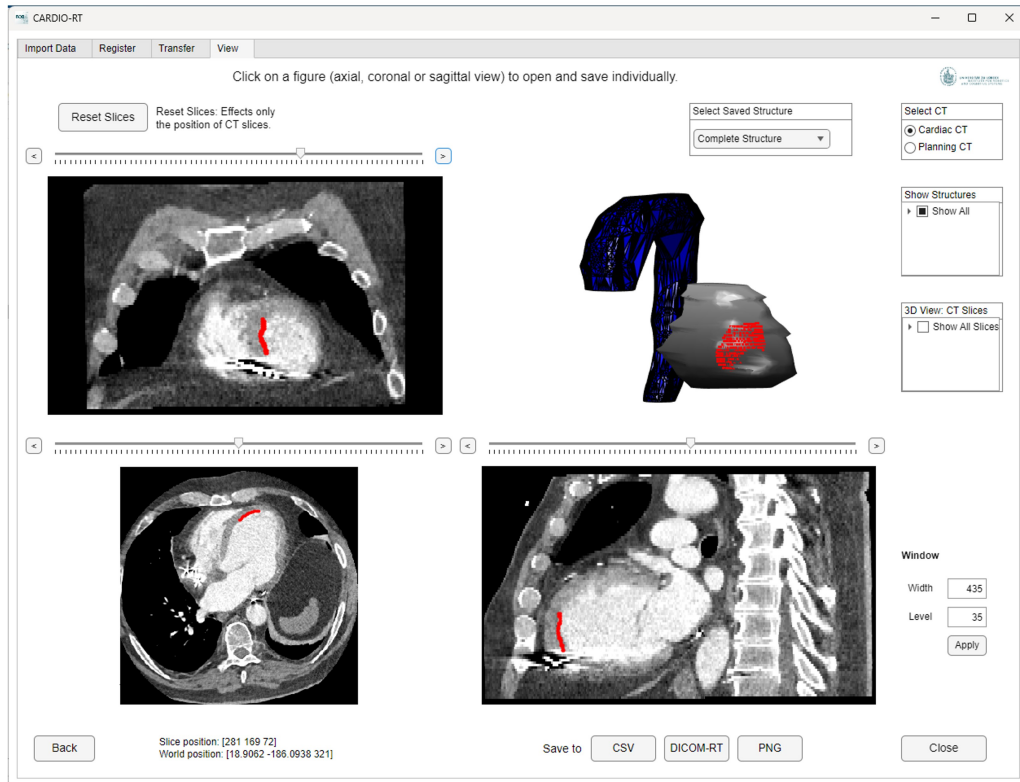 CARDIO-RT
Import Data
Register
Transfer
View
Click on a figure (axial, coronal or sagittal view) to open and save individually.
Reset Slices
Reset Slices: Effects only
the position of CT slices.
Select Saved Structure
Complete Structure
Select CT
Cardiac CT
Planning CT
<
>
Show Structures
Show All
3D View: CT Slices
Show All Slices
<
>
<
>
Window
Width
435
Level
35
Apply
Back
Slice position: [281 169 72]
World position: [18.9062 -186.0938 321]
Save to
CSV
DICOM-RT
PNG
Close